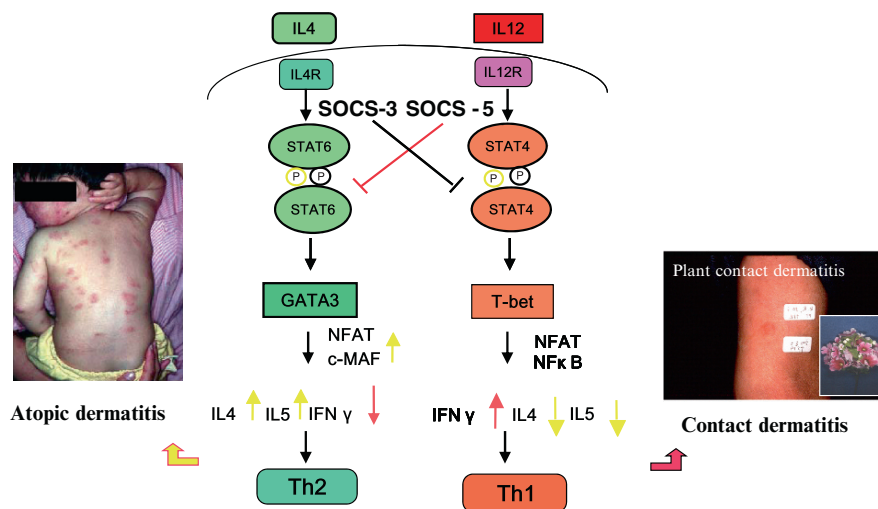 IL4
IL12
IL4R
IL12R
SOCS-3 SOCS - 5
STAT6
STAT4
P P
P P
STAT6
STAT4
GATA3
T-bet
NFAT
c-MAF
NFAT
NFκ B
IL4 IL5 IFN γ
IFN γ IL4 IL5
Th2
Th1
Atopic dermatitis
Plant contact dermatitis
Contact dermatitis